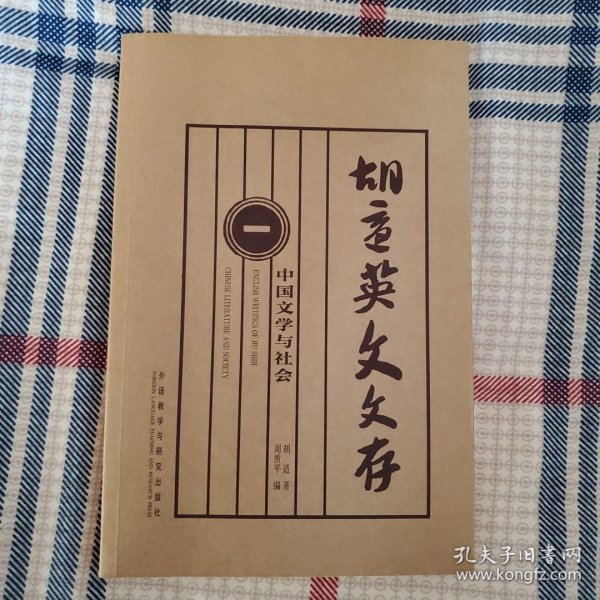 胡适英文文存
一
中国文学与社会
ENGLISH WRITINGS OF HU SHIH
CHINESE LITERATURE AND SOCIETY
胡适 著
周质平 编
外语教学与研究出版社
FOREIGN LANGUAGE TEACHING AND RESEARCH PRESS
孔夫子旧书网
www.kongfz.com